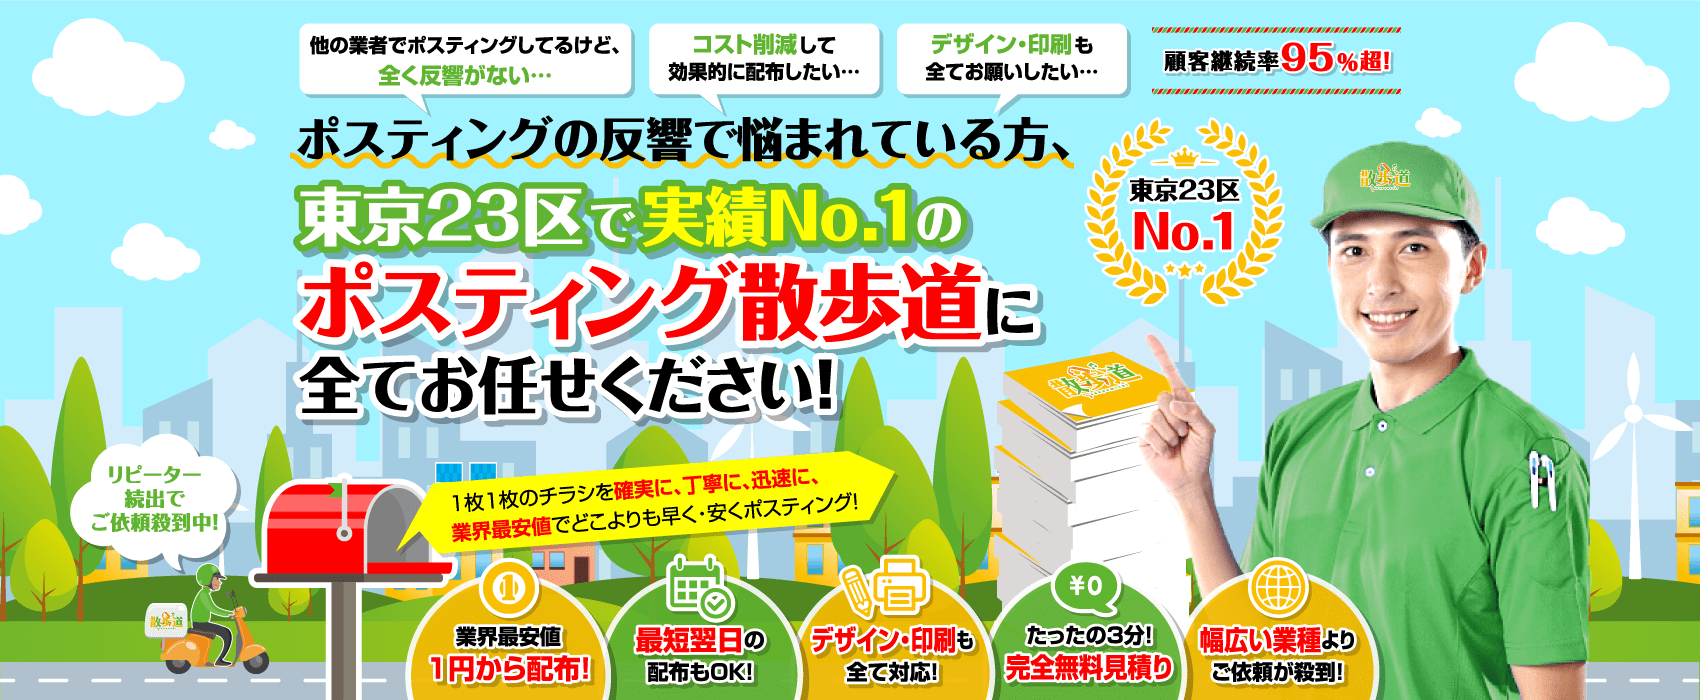 他の業者でポスティングしてるけど、
全く反響がない…
コスト削減して
効果的に配布したい…
デザイン・印刷も
全てお願いしたい…
顧客継続率95%超!
ポスティングの反響で悩まれている方、
東京23区で実績No.1の
ポスティング散歩道に
全てお任せください!
東京23区
No.1
散歩道
散歩道
リピーター
続出で
ご依頼殺到中!
散歩道
1枚1枚のチラシを確実に、丁寧に、迅速に、
業界最安値でどこよりも早く・安くポスティング!
1
業界最安値
1円から配布!
最短翌日の
配布もOK!
デザイン・印刷も
全て対応!
¥0
たったの3分!
完全無料見積り
幅広い業種より
ご依頼が殺到!